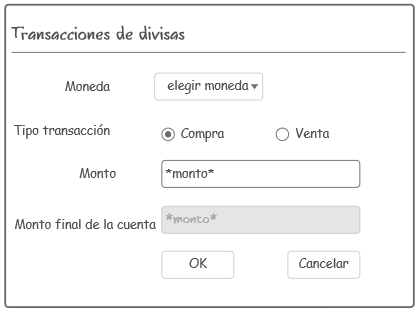 Transacciones de divisas
Moneda elegir moneda
Tipo transacción Compra Venta
Monto *monto*
Monto final de la cuenta *monto*
OK Cancelar